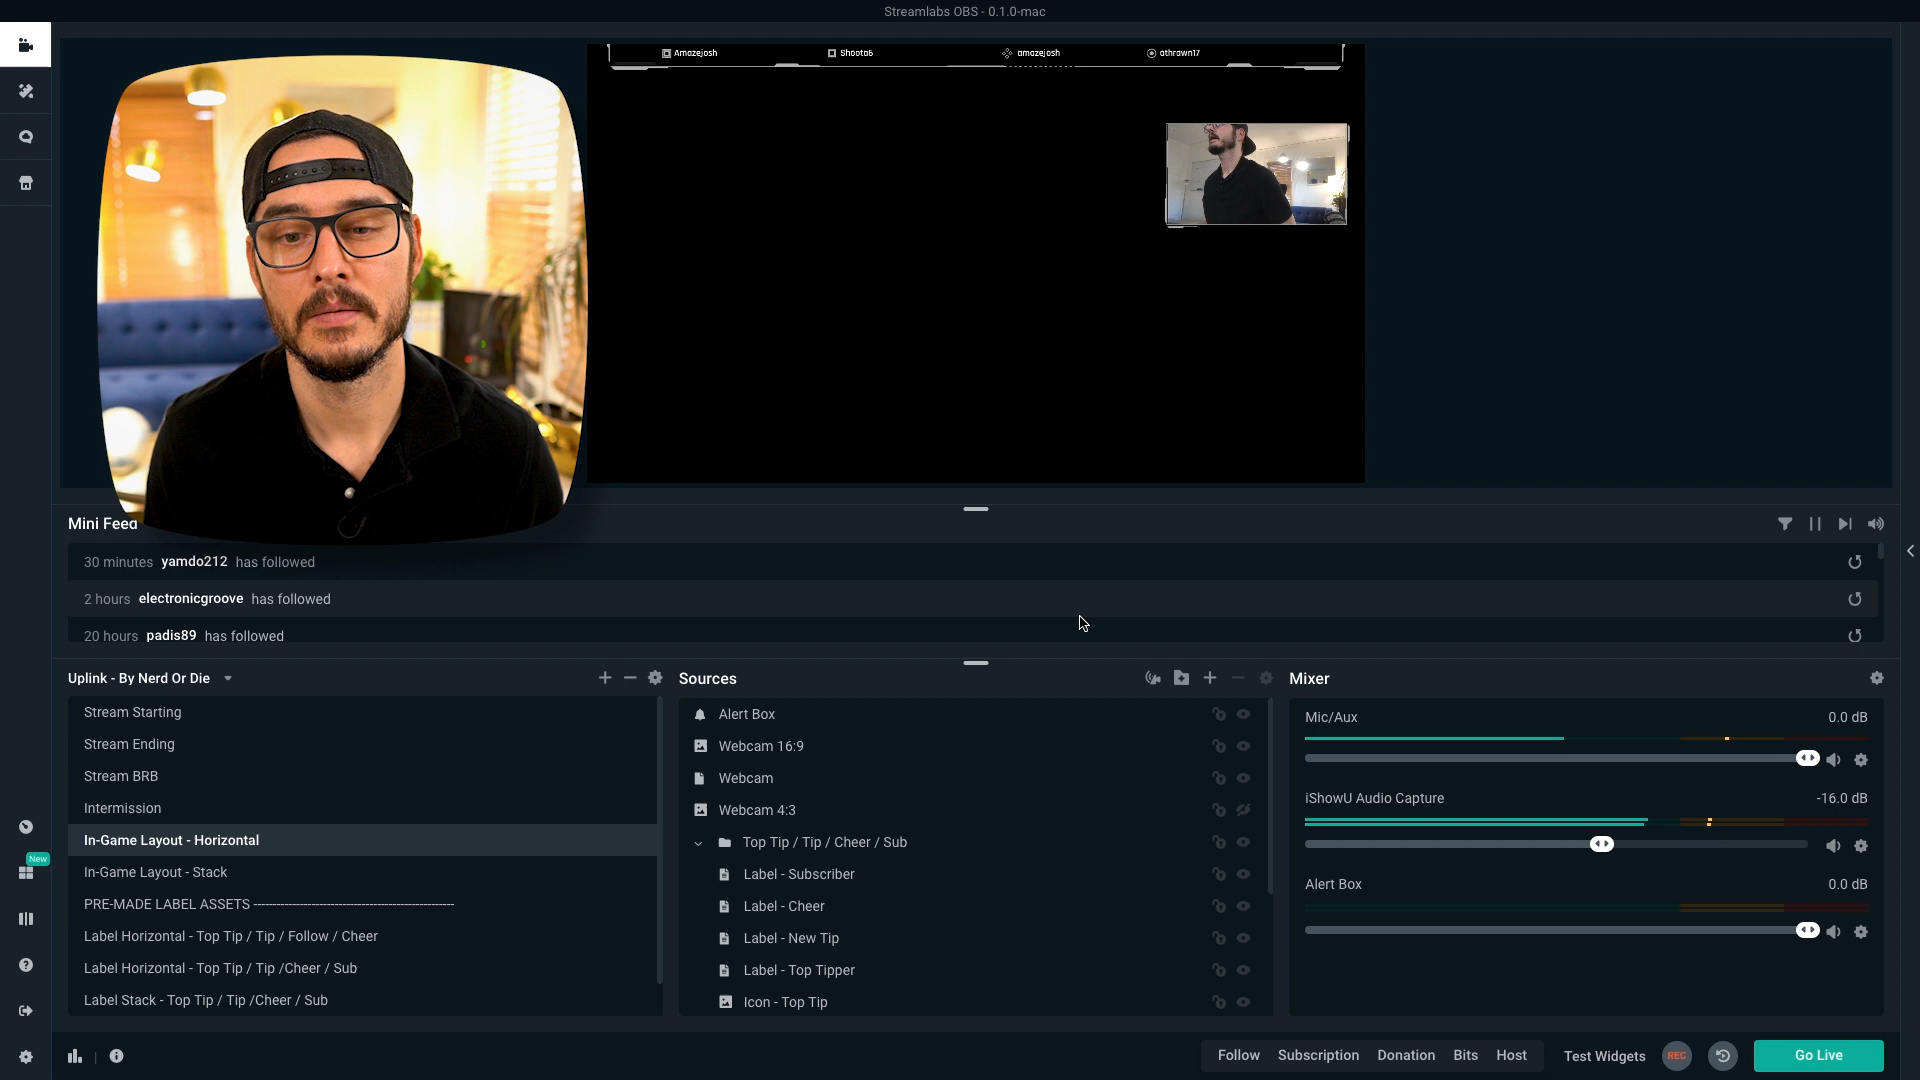 Streamlabs OBS - 0.1.0-mac
Amazejosh Shoota6 amazejosh athrawn17
Mini Feed
30 minutes yamdo212 has followed
2 hours electronicgroove has followed
20 hours padis89 has followed
Uplink - By Nerd Or Die
Stream Starting
Stream Ending
Stream BRB
Intermission
In-Game Layout - Horizontal
In-Game Layout - Stack
PRE-MADE LABEL ASSETS --------------------------------------------------
Label Horizontal - Top Tip / Tip / Follow / Cheer
Label Horizontal - Top Tip / Tip /Cheer / Sub
Label Stack - Top Tip / Tip /Cheer / Sub
Sources
Alert Box
Webcam 16:9
Webcam
Webcam 4:3
Top Tip / Tip / Cheer / Sub
Label - Subscriber
Label - Cheer
Label - New Tip
Label - Top Tipper
Icon - Top Tip
Mixer
Mic/Aux 0.0 dB
iShowU Audio Capture -16.0 dB
Alert Box 0.0 dB
New
Follow Subscription Donation Bits Host Test Widgets REC Go Live